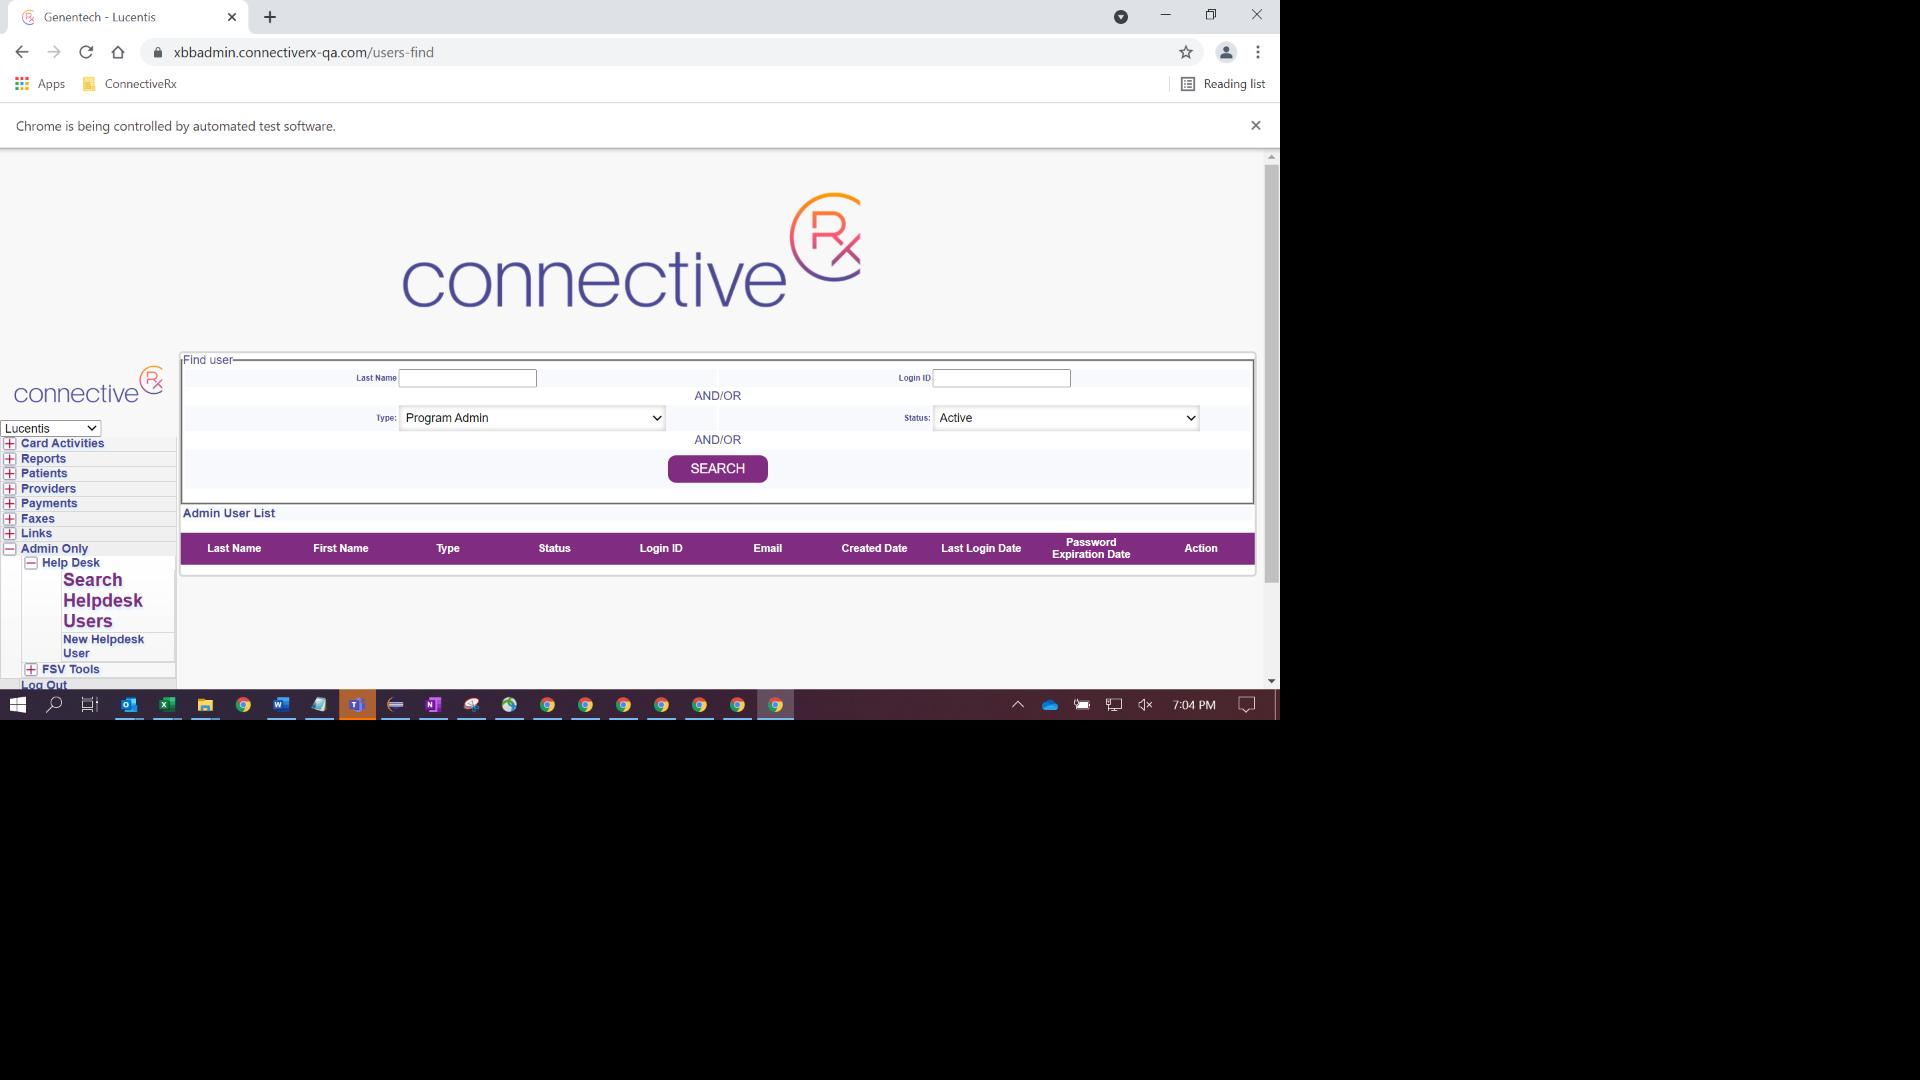 Genentech - Lucentis
xbbadmin.connectiverx-qa.com/users-find
Apps
ConnectiveRx
Reading list
Chrome is being controlled by automated test software.
connective Rx
connective Rx
Lucentis
Card Activities
Reports
Patients
Providers
Payments
Faxes
Links
Admin Only
Help Desk
Search
Helpdesk
Users
New Helpdesk
User
FSV Tools
Log Out
Find user
Last Name
Login ID
AND/OR
Type: Program Admin
Status: Active
AND/OR
SEARCH
Admin User List
Last Name First Name Type Status Login ID Email Created Date Last Login Date Password Expiration Date Action
7:04 PM